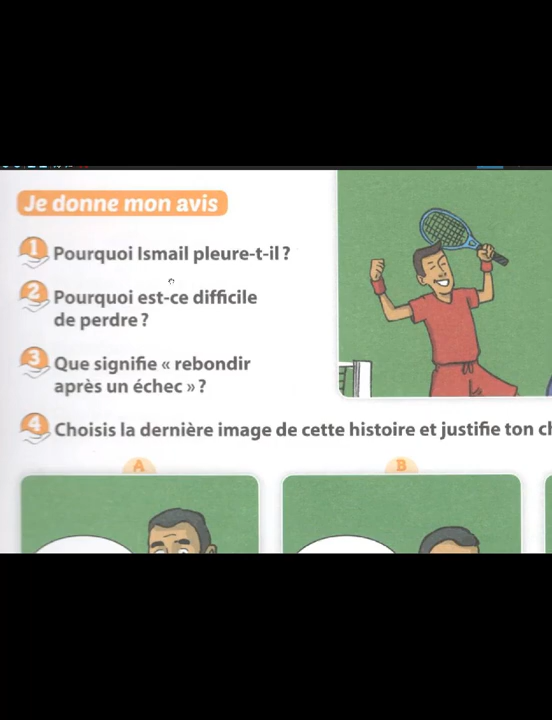 Je donne mon avis
1 Pourquoi Ismail pleure-t-il ?
2 Pourquoi est-ce difficile
de perdre ?
3 Que signifie « rebondir
après un échec » ?
4 Choisis la dernière image de cette histoire et justifie ton
A B